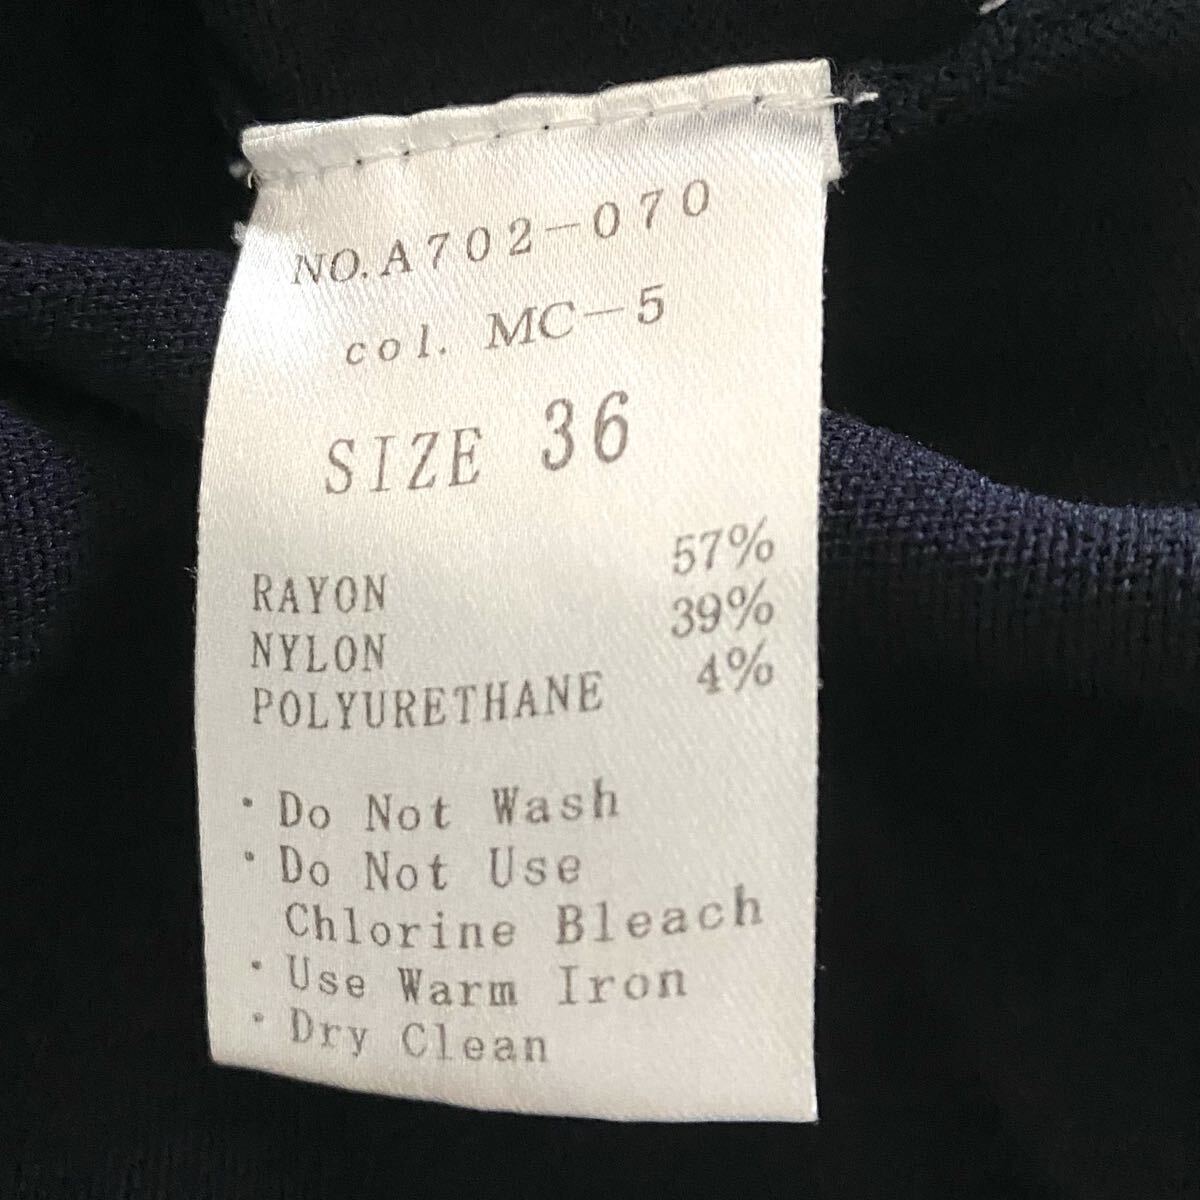 NO.A702-070
col. MC-5
SIZE 36
RAYON 57%
NYLON 39%
POLYURETHANE 4%
・Do Not Wash
・Do Not Use
Chlorine Bleach
・Use Warm Iron
・Dry Clean